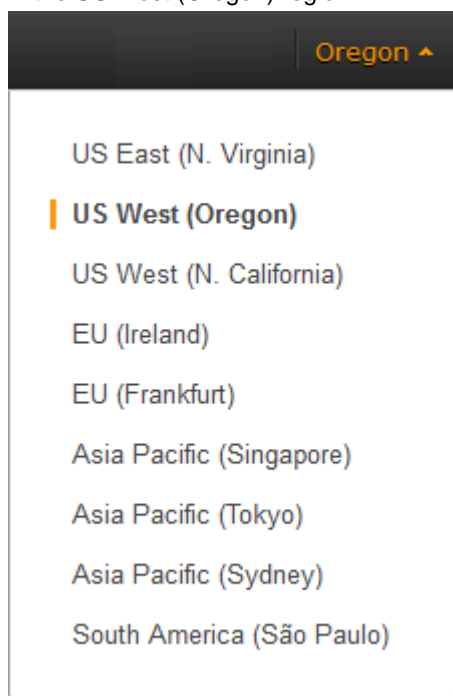 Oregon
US East (N. Virginia)
US West (Oregon)
US West (N. California)
EU (Ireland)
EU (Frankfurt)
Asia Pacific (Singapore)
Asia Pacific (Tokyo)
Asia Pacific (Sydney)
South America (São Paulo)